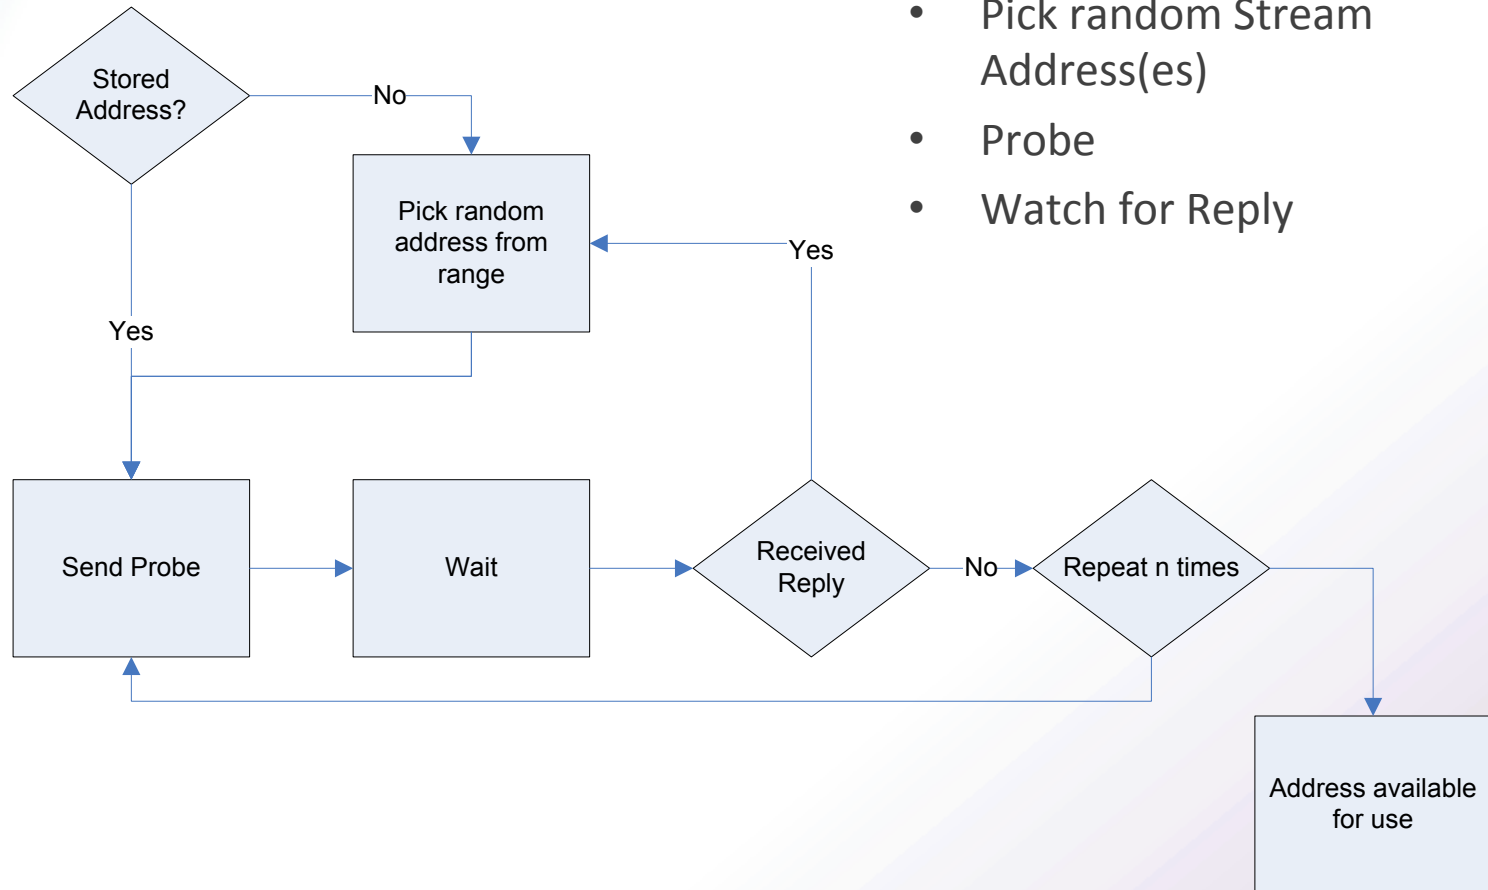 • Pick random Stream
Address(es)
• Probe
• Watch for Reply
Stored
Address?
No
Pick random
address from
range
Yes
Yes
Send Probe
Wait
Received
Reply
No
Repeat n times
Address available
for use